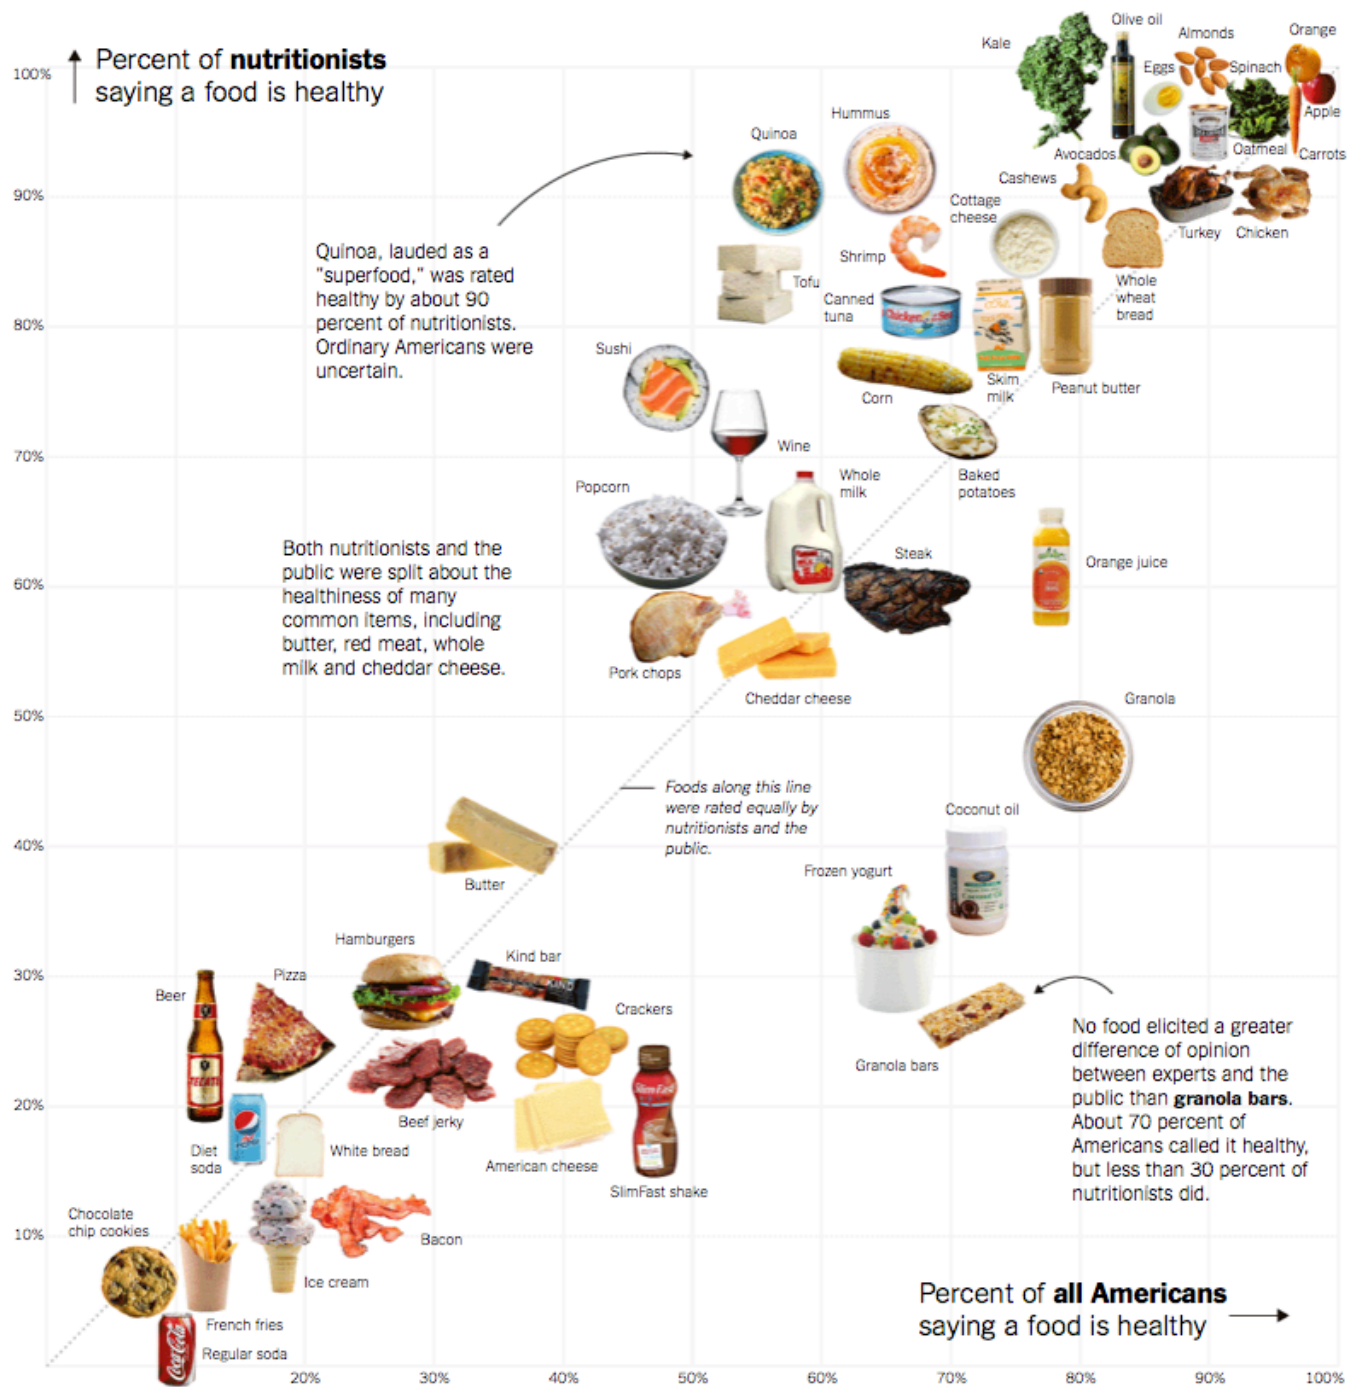 Percent of nutritionists
saying a food is healthy
100%
90%
80%
70%
60%
50%
40%
30%
20%
10%
Kale
Olive oil
Almonds
Orange
Eggs
Spinach
Apple
Avocados
Oatmeal
Carrots
Hummus
Quinoa
Cashews
Cottage
cheese
Turkey
Chicken
Shrimp
Tofu
Canned
tuna
Whole
wheat
bread
Quinoa, lauded as a
"superfood," was rated
healthy by about 90
percent of nutritionists.
Ordinary Americans were
uncertain.
Sushi
Corn
Skim
milk
Peanut butter
Wine
Popcorn
Whole
milk
Baked
potatoes
Both nutritionists and the
public were split about the
healthiness of many
common items, including
butter, red meat, whole
milk and cheddar cheese.
Steak
Orange juice
Pork chops
Cheddar cheese
Granola
Foods along this line
were rated equally by
nutritionists and the
public.
Coconut oil
Butter
Frozen yogurt
Hamburgers
Kind bar
KIND
Pizza
Beer
TECATE
Crackers
Granola bars
No food elicited a greater
difference of opinion
between experts and the
public than granola bars.
About 70 percent of
Americans called it healthy,
but less than 30 percent of
nutritionists did.
Beef jerky
Diet
soda
White bread
American cheese
SlimFast shake
Chocolate
chip cookies
Bacon
Ice cream
French fries
Regular soda
Coca-Cola
Percent of all Americans
saying a food is healthy
20%
30%
40%
50%
60%
70%
80%
90%
100%